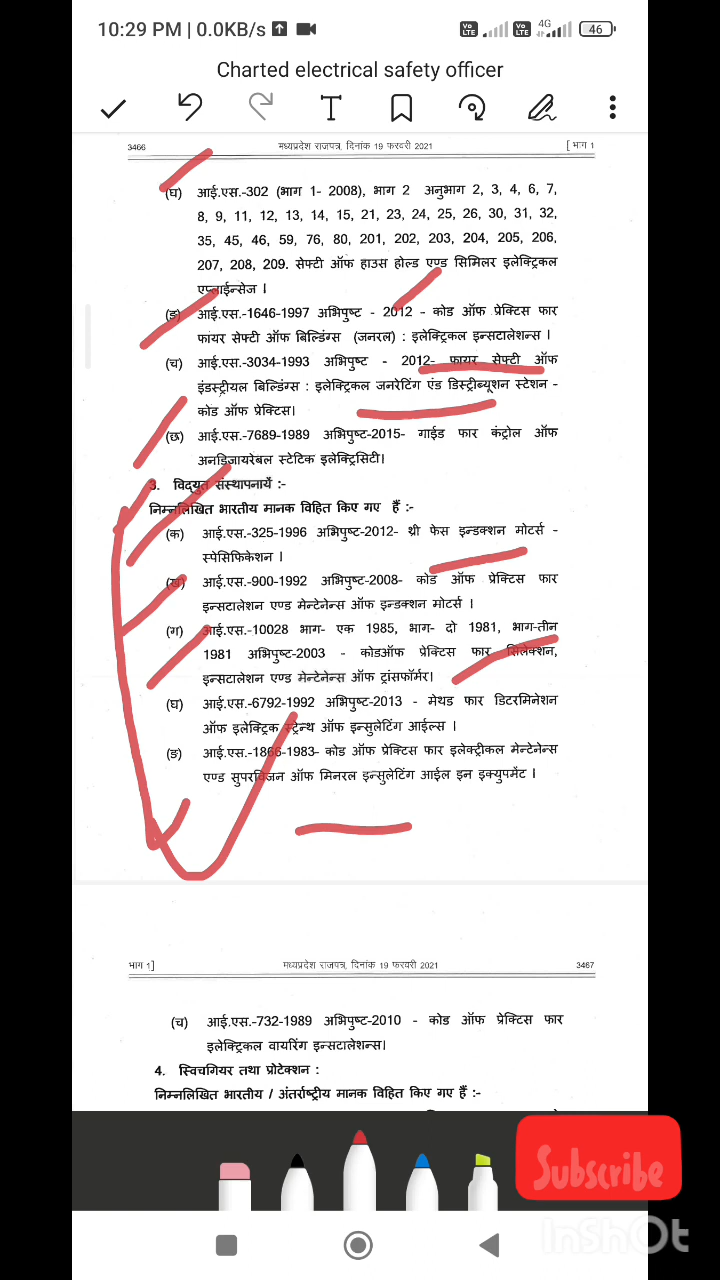 10:29 PM | 0.0KB/s
Vo LTE Vo LTE 4G 46
Charted electrical safety officer
3466 मध्यप्रदेश राजपत्र, दिनांक 19 फरवरी 2021 [ भाग 1
(घ) आई.एस.-302 (भाग 1- 2008), भाग 2 अनुभाग 2, 3, 4, 6, 7,
8, 9, 11, 12, 13, 14, 15, 21, 23, 24, 25, 26, 30, 31, 32,
35, 45, 46, 59, 76, 80, 201, 202, 203, 204, 205, 206,
207, 208, 209. सेफ्टी ऑफ हाउस होल्ड एण्ड सिमिलर इलेक्ट्रिकल
एप्लाईन्सेज ।
(ङ) आई.एस.-1646-1997 अभिपुष्ट - 2012 - कोड ऑफ प्रेक्टिस फार
फायर सेफ्टी ऑफ बिल्डिंग्स (जनरल) : इलेक्ट्रिकल इन्सटालेशन्स ।
(च) आई.एस.-3034-1993 अभिपुष्ट - 2012- फायर सेफ्टी ऑफ
इंडस्ट्रीयल बिल्डिंग्स : इलेक्ट्रिकल जनरेटिंग एंड डिस्ट्रीब्यूशन स्टेशन -
कोड ऑफ प्रेक्टिस।
(छ) आई.एस.-7689-1989 अभिपुष्ट-2015- गाईड फार कंट्रोल ऑफ
अनडिजायरेबल स्टेटिक इलेक्ट्रिसिटी।
3. विद्युत संस्थापनायें :-
निम्नलिखित भारतीय मानक विहित किए गए हैं :-
(क) आई.एस.-325-1996 अभिपुष्ट-2012- थ्री फेस इन्डक्शन मोटर्स -
स्पेसिफिकेशन ।
(ख) आई.एस.-900-1992 अभिपुष्ट-2008- कोड ऑफ प्रेक्टिस फार
इन्सटालेशन एण्ड मेन्टेनेन्स ऑफ इन्डक्शन मोटर्स ।
(ग) आई.एस.-10028 भाग- एक 1985, भाग- दो 1981, भाग-तीन
1981 अभिपुष्ट-2003 - कोडऑफ प्रेक्टिस फार सिलेक्शन,
इन्सटालेशन एण्ड मेन्टेनेन्स ऑफ ट्रांसफॉर्मर।
(घ) आई.एस.-6792-1992 अभिपुष्ट-2013 - मेथड फार डिटरमिनेशन
ऑफ इलेक्ट्रिक स्ट्रेन्थ ऑफ इन्सुलेटिंग आईल्स ।
(ङ) आई.एस.-1866-1983- कोड ऑफ प्रेक्टिस फार इलेक्ट्रीकल मेन्टेनेन्स
एण्ड सुपरविजन ऑफ मिनरल इन्सुलेटिंग आईल इन इक्युपमेंट ।
भाग 1] मध्यप्रदेश राजपत्र, दिनांक 19 फरवरी 2021 3467
(च) आई.एस.-732-1989 अभिपुष्ट-2010 - कोड ऑफ प्रेक्टिस फार
इलेक्ट्रिकल वायरिंग इन्सटालेशन्स।
4. स्विचगियर तथा प्रोटेक्शन :
निम्नलिखित भारतीय / अंतर्राष्ट्रीय मानक विहित किए गए हैं :-
Subscribe
InShOt